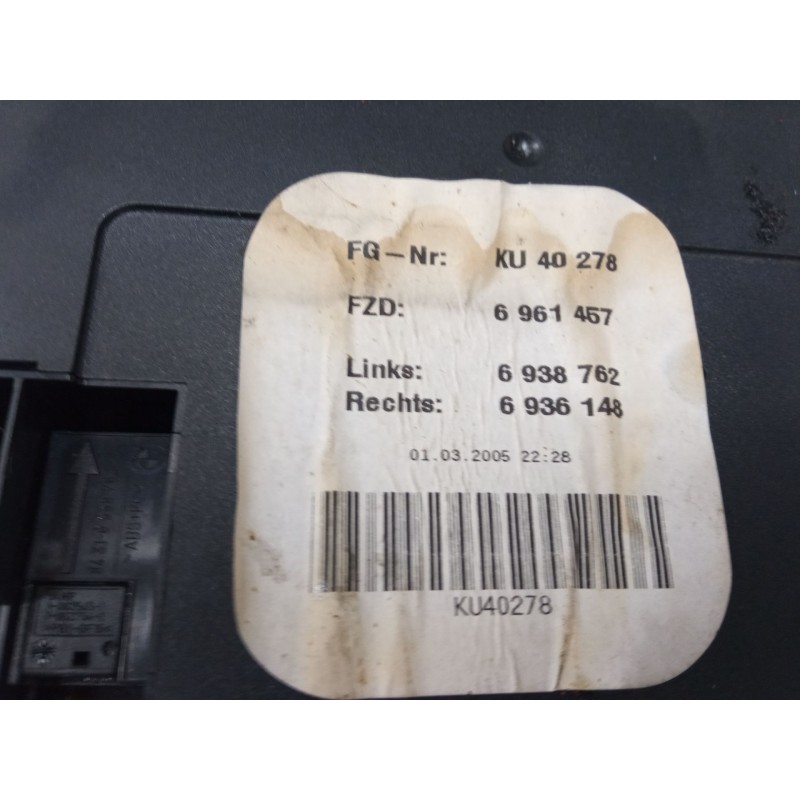 FG-Nr: KU 40 278
FZD: 6 961 457
Links: 6 938 762
Rechts: 6 936 148
01.03.2005 22:28
KU40278